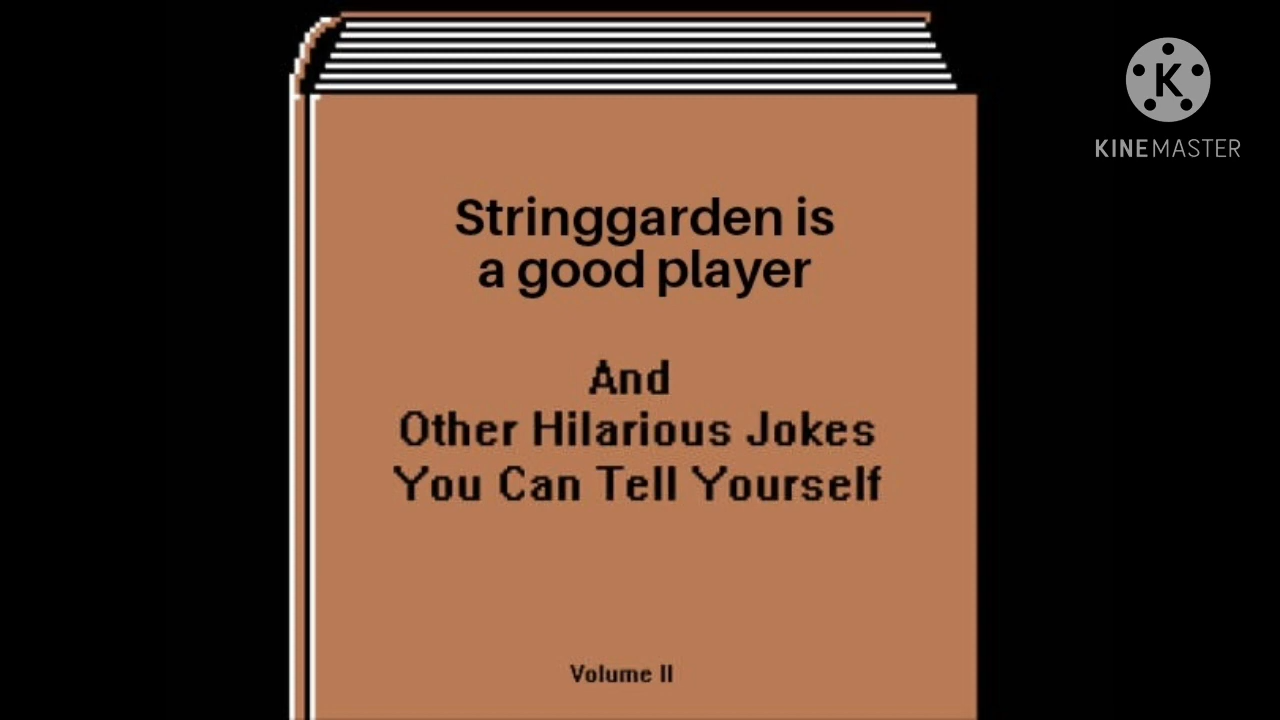 K
KINEMASTER
Stringgarden is
a good player
And
Other Hilarious Jokes
You Can Tell Yourself
Volume II